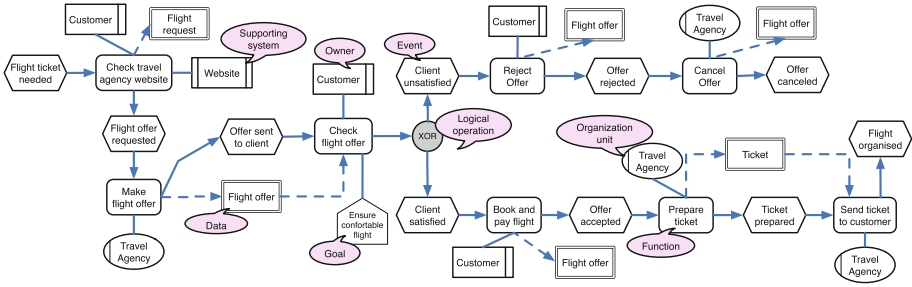 Customer
Flight
request
Supporting
system
Flight ticket
needed
Check travel
agency website
Website
Owner
Customer
Event
Client
unsatisfied
Customer
Flight offer
Reject
Offer
Offer
rejected
Travel
Agency
Flight offer
Cancel
Offer
Offer
canceled
Flight offer
requested
Offer sent
to client
Check
flight offer
XOR
Logical
operation
Organization
unit
Travel
Agency
Ticket
Flight
organised
Make
flight offer
Flight offer
Data
Ensure
confortable
flight
Goal
Client
satisfied
Book and
pay flight
Offer
accepted
Prepare
ticket
Function
Ticket
prepared
Send ticket
to customer
Travel
Agency
Customer
Flight offer
Travel
Agency